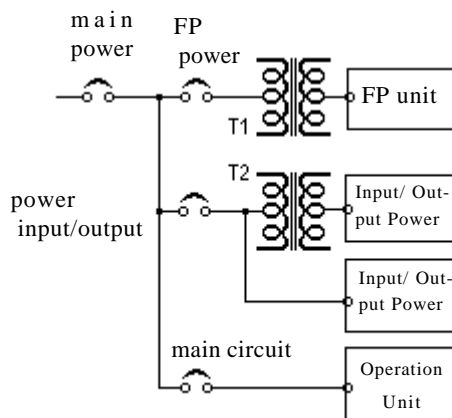 main
power
FP
power
T1
FP unit
T2
power
input/output
Input/ Out-
put Power
Input/ Out-
put Power
main circuit
Operation
Unit